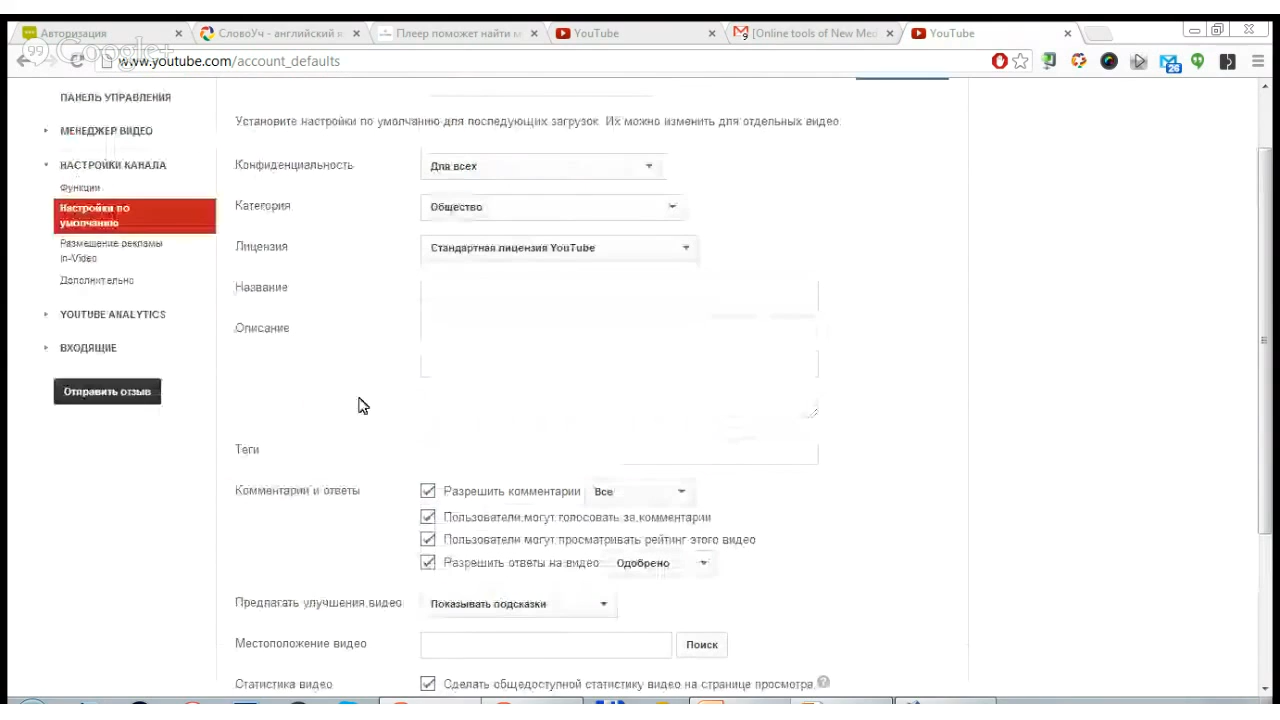 Авторизация
СловоУч - английский я
Плеер поможет найти м
YouTube
[Online tools of New Med
YouTube
99 Google+
www.youtube.com/account_defaults
26
ПАНЕЛЬ УПРАВЛЕНИЯ
МЕНЕДЖЕР ВИДЕО
НАСТРОЙКИ КАНАЛА
Функции
Настройки по
умолчанию
Размещение рекламы
in-Video
Дополнительно
YOUTUBE ANALYTICS
ВХОДЯЩИЕ
Отправить отзыв
Установите настройки по умолчанию для последующих загрузок. Их можно изменить для отдельных видео.
Конфиденциальность Для всех
Категория Общество
Лицензия Стандартная лицензия YouTube
Название
Описание
Теги
Комментарии и ответы Разрешить комментарии Все
Пользователи могут голосовать за комментарии
Пользователи могут просматривать рейтинг этого видео
Разрешить ответы на видео Одобрено
Предлагать улучшения видео Показывать подсказки
Местоположение видео Поиск
Статистика видео Сделать общедоступной статистику видео на странице просмотра